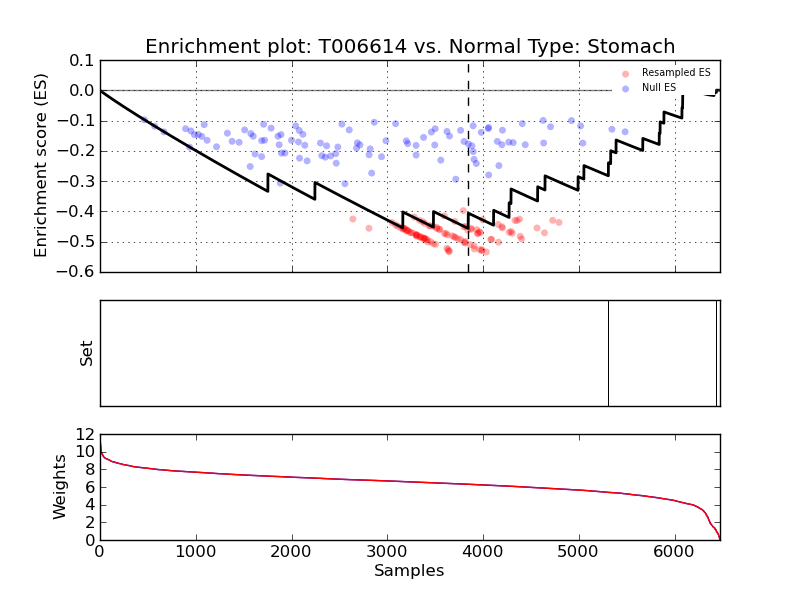 Enrichment plot: T006614 vs. Normal Type: Stomach
Enrichment score (ES)
0.1
0.0
−0.1
−0.2
−0.3
−0.4
−0.5
−0.6
Resampled ES
Null ES
Set
Weights
12
10
8
6
4
2
0
0 1000 2000 3000 4000 5000 6000
Samples